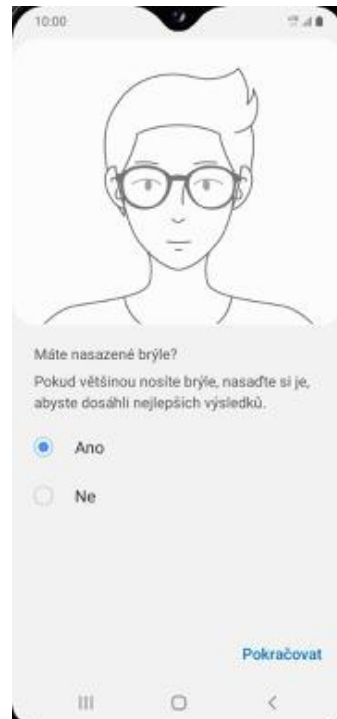 10:00
Máte nasazené brýle?
Pokud většinou nosíte brýle, nasaďte si je,
abyste dosáhli nejlepších výsledků.
Ano
Ne
Pokračovat